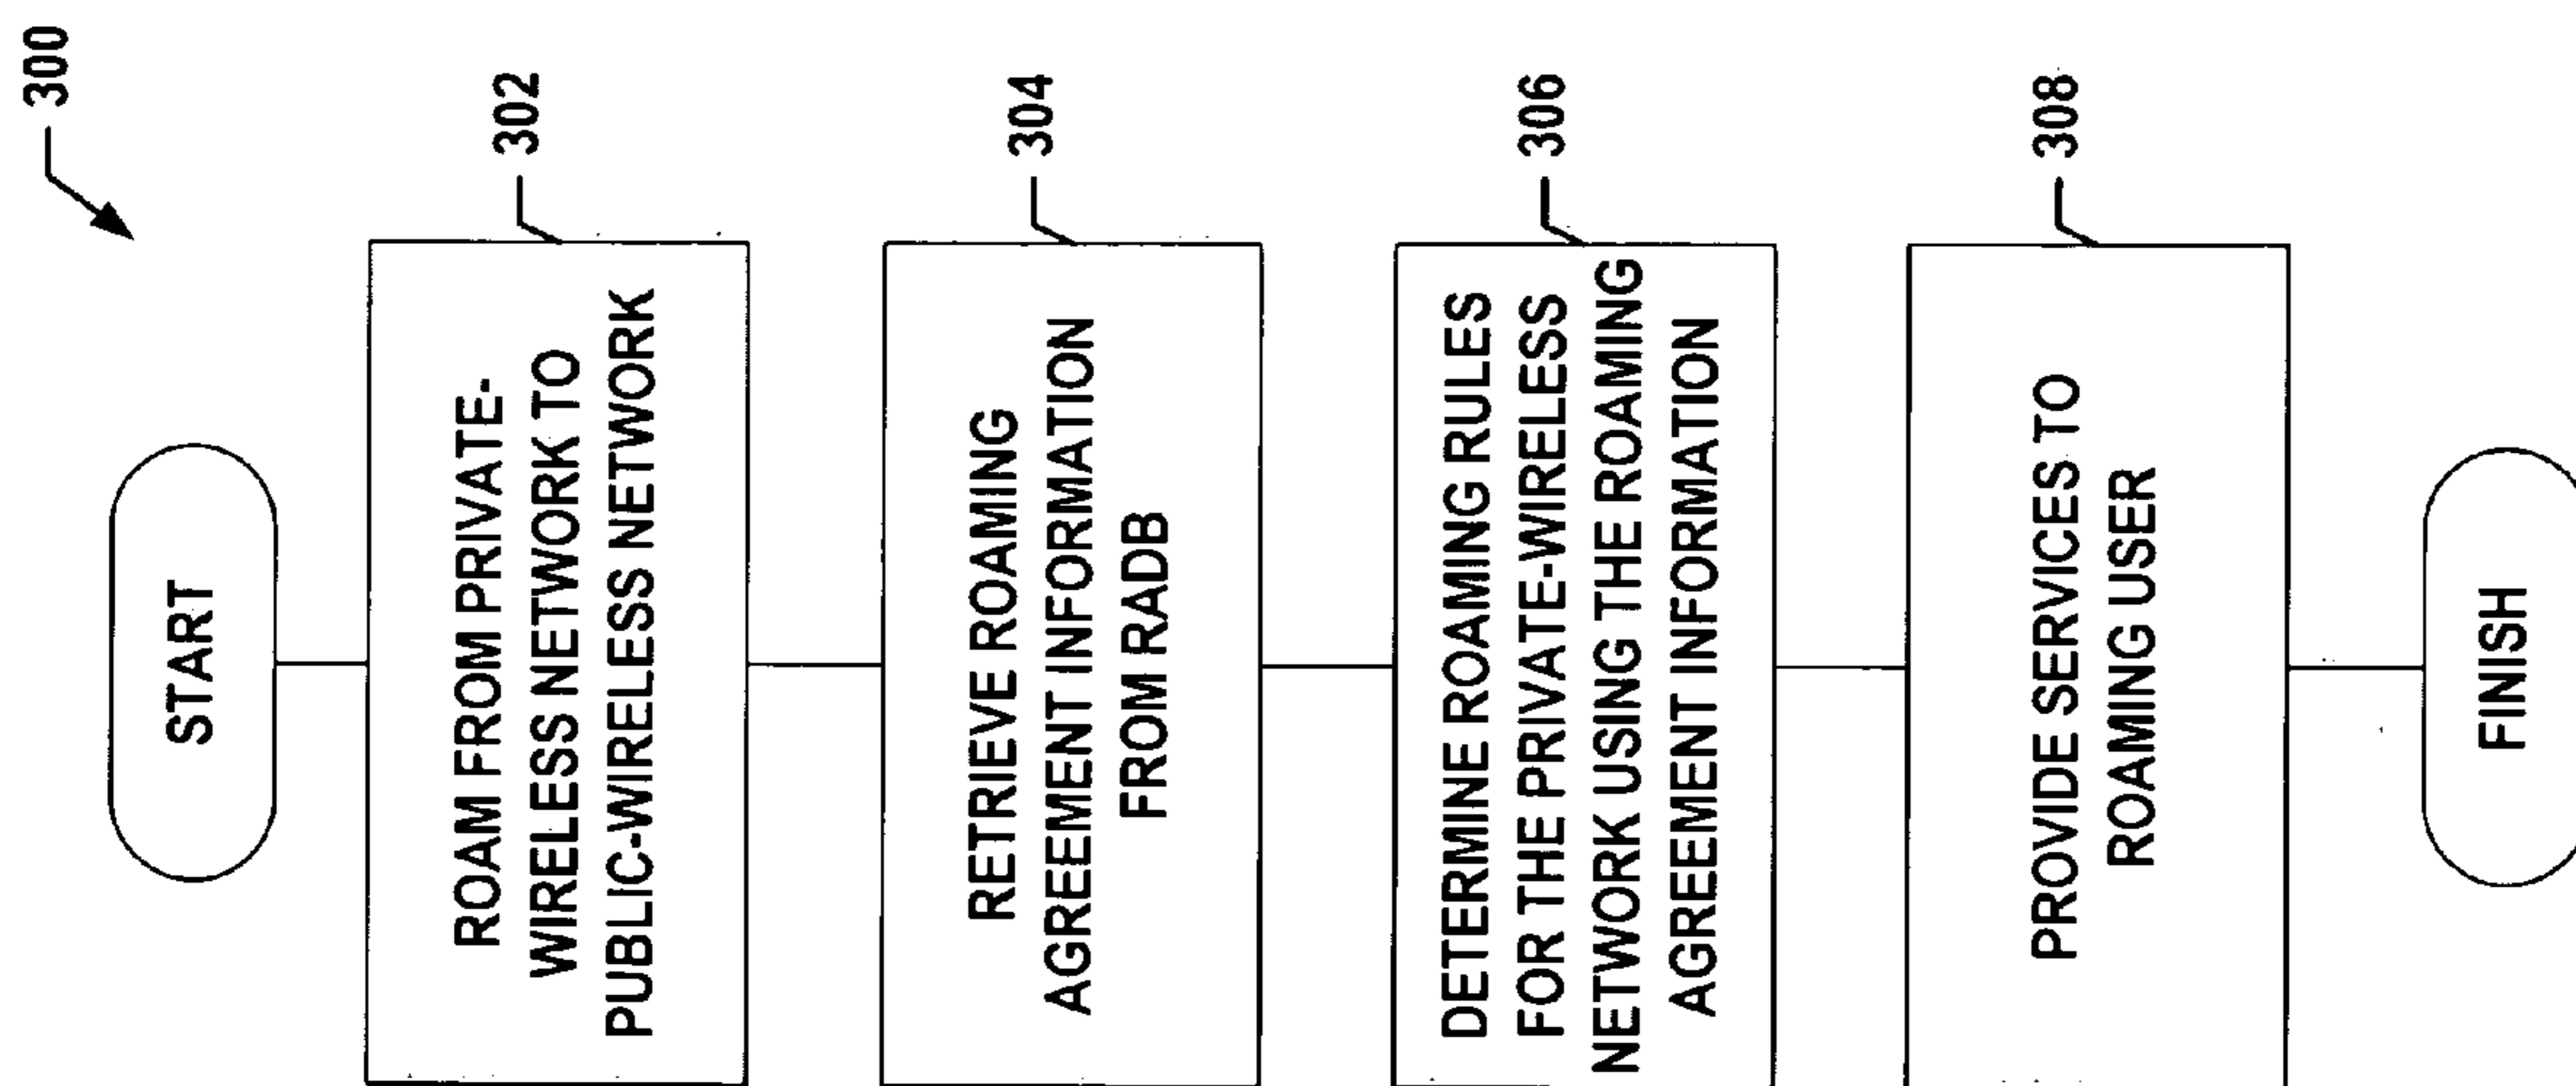 300
START
ROAM FROM PRIVATE-
WIRELESS NETWORK TO
PUBLIC-WIRELESS NETWORK
302
RETRIEVE ROAMING
AGREEMENT INFORMATION
FROM RADB
304
DETERMINE ROAMING RULES
FOR THE PRIVATE-WIRELESS
NETWORK USING THE ROAMING
AGREEMENT INFORMATION
306
PROVIDE SERVICES TO
ROAMING USER
308
FINISH